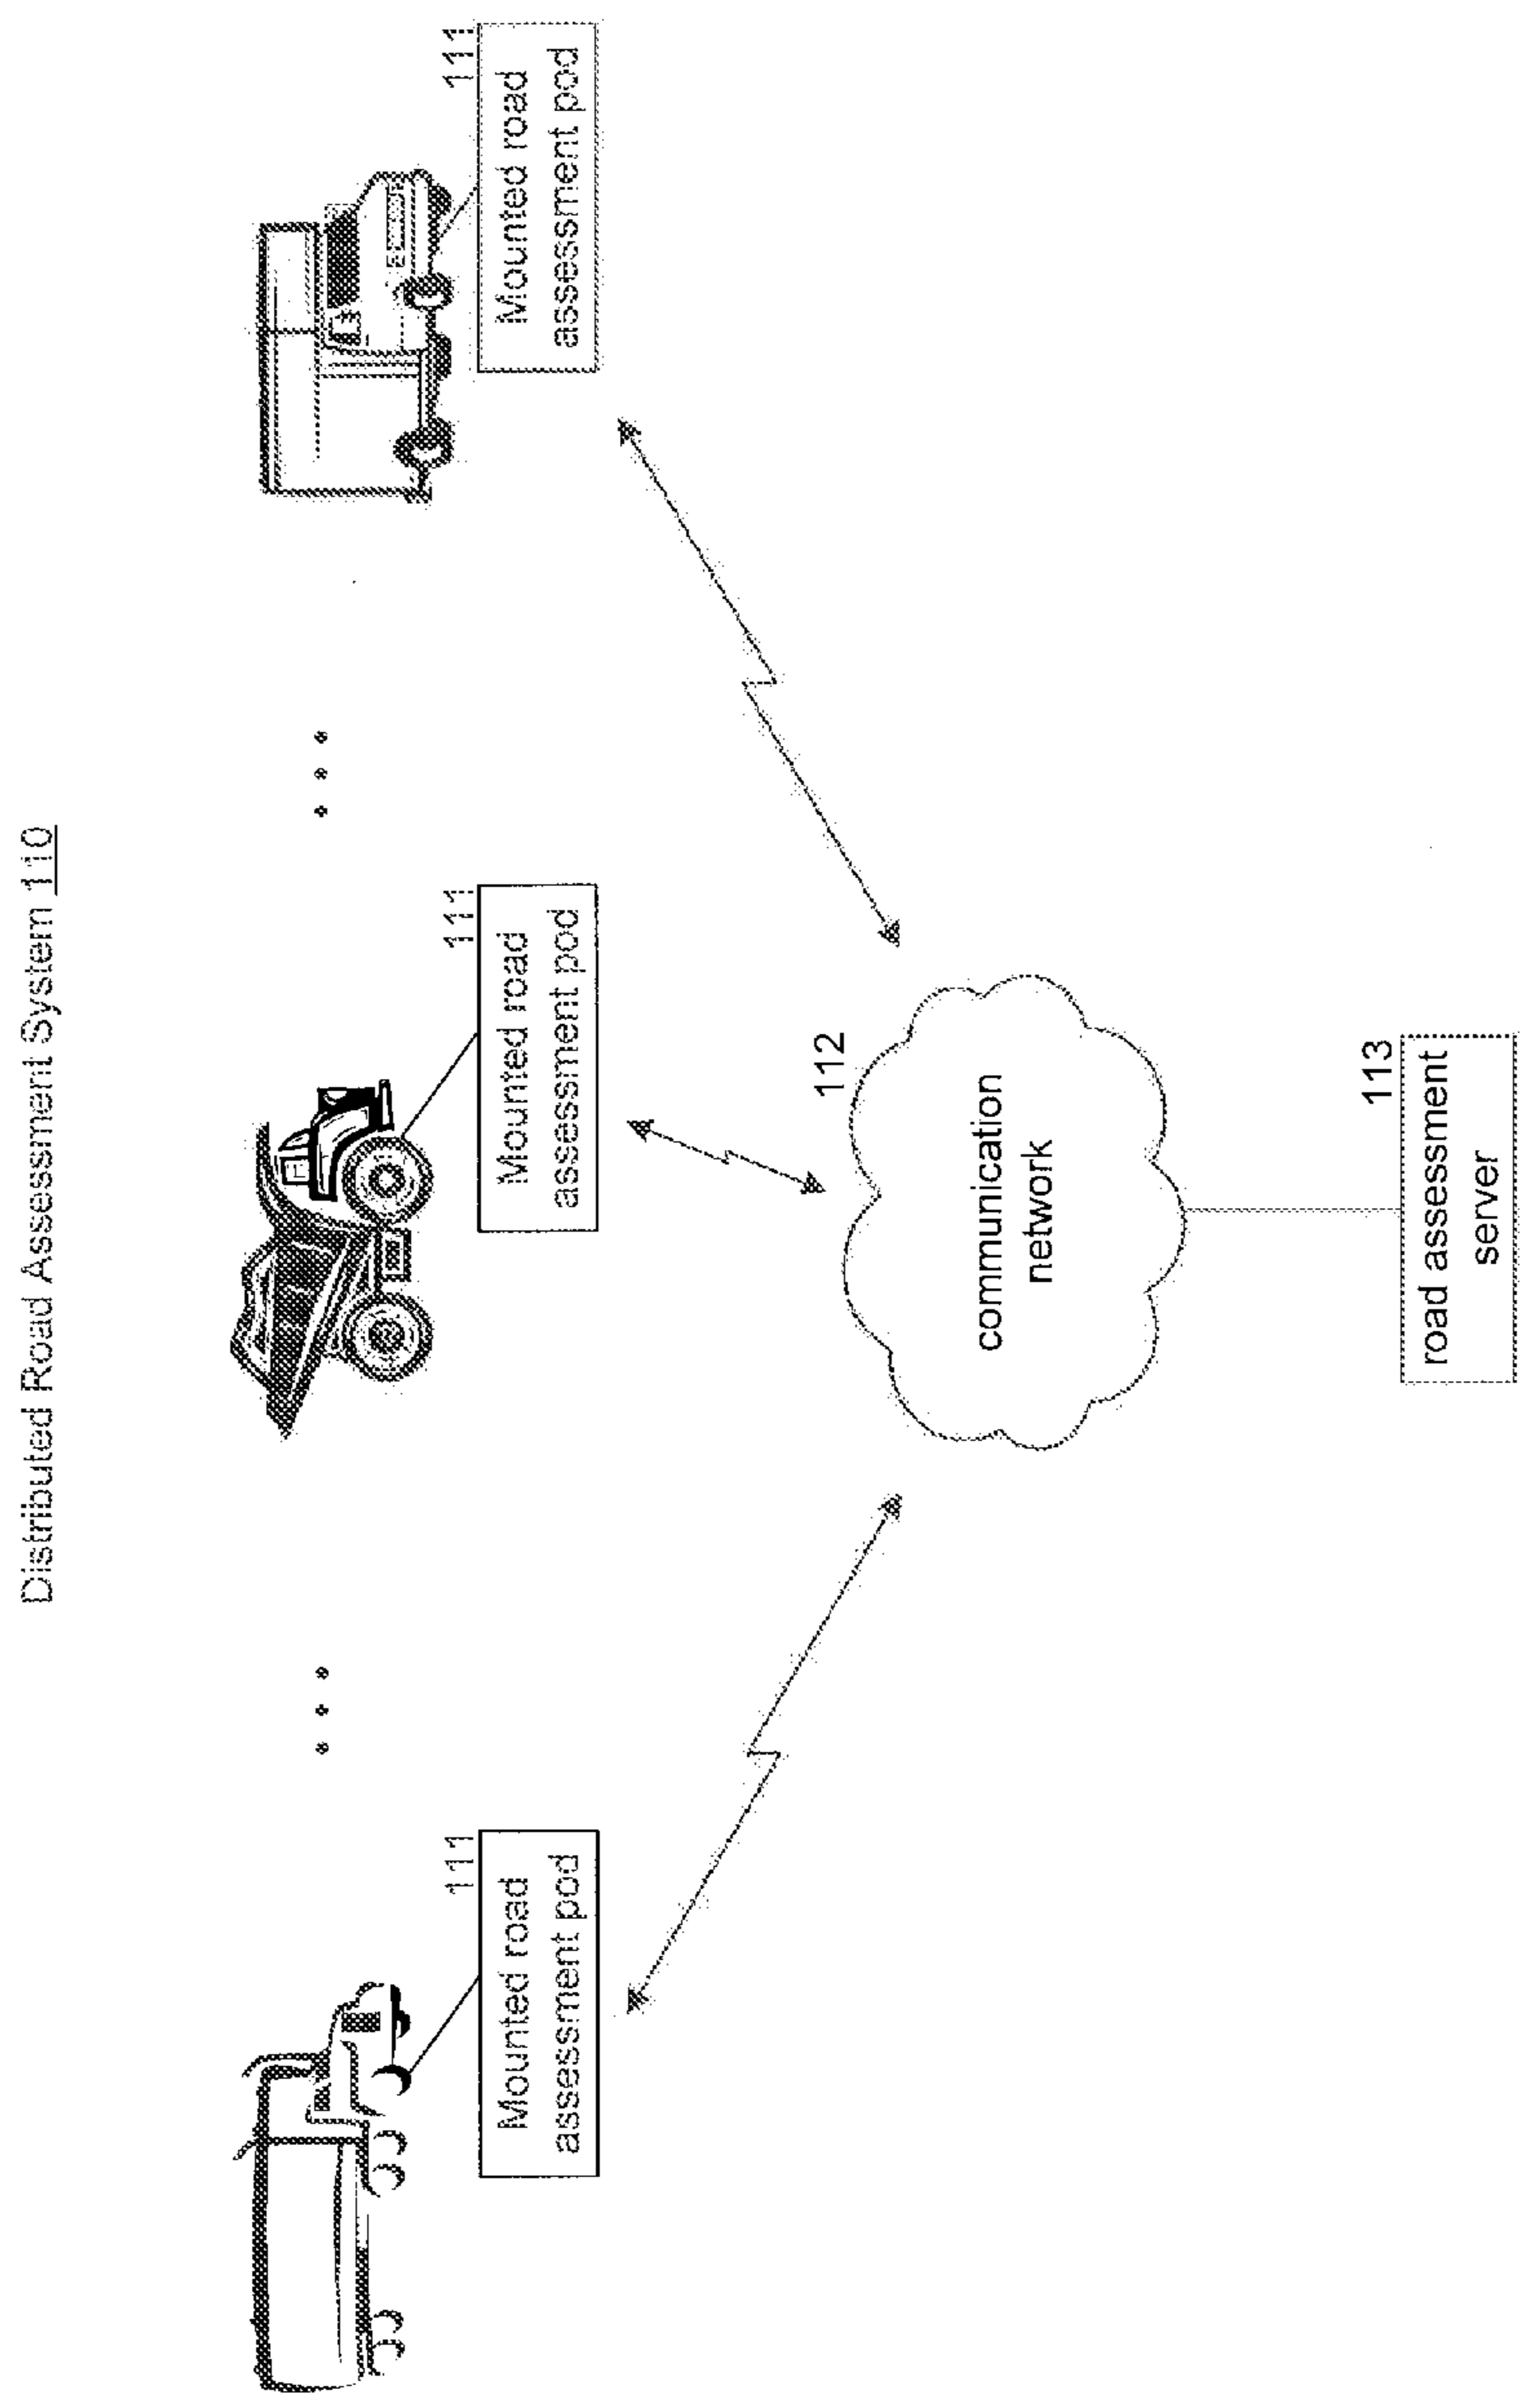 Distributed Road Assessment System 110
111
Mounted road
assessment pod
111
Mounted road
assessment pod
111
Mounted road
assessment pod
112
communication
network
113
road assessment
server